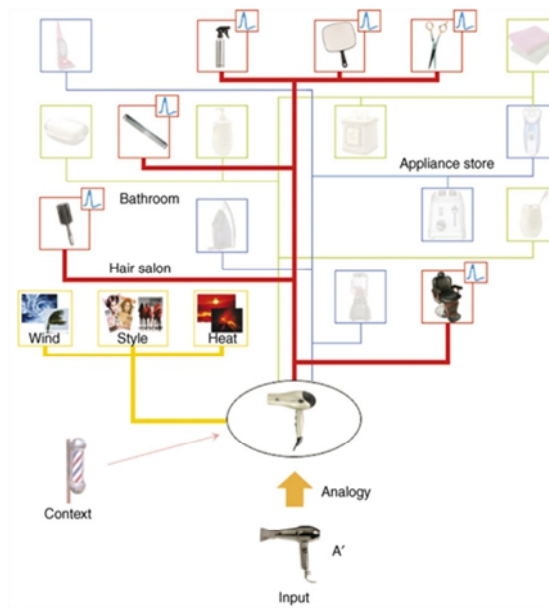 Appliance store
Bathroom
Hair salon
Wind
Style
Heat
Analogy
Context
A′
Input